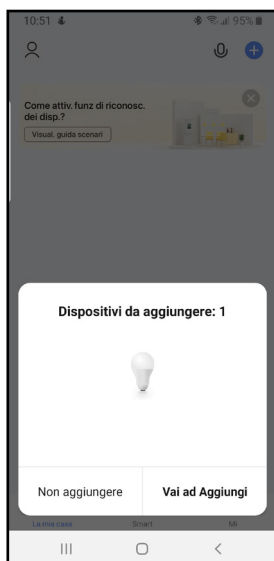 10:51
95%
Come attiv. funz di riconosc.
dei disp.?
Visual. guida scenari
Dispositivi da aggiungere: 1
Non aggiungere
Vai ad Aggiungi
La mia casa
Smart
Mi